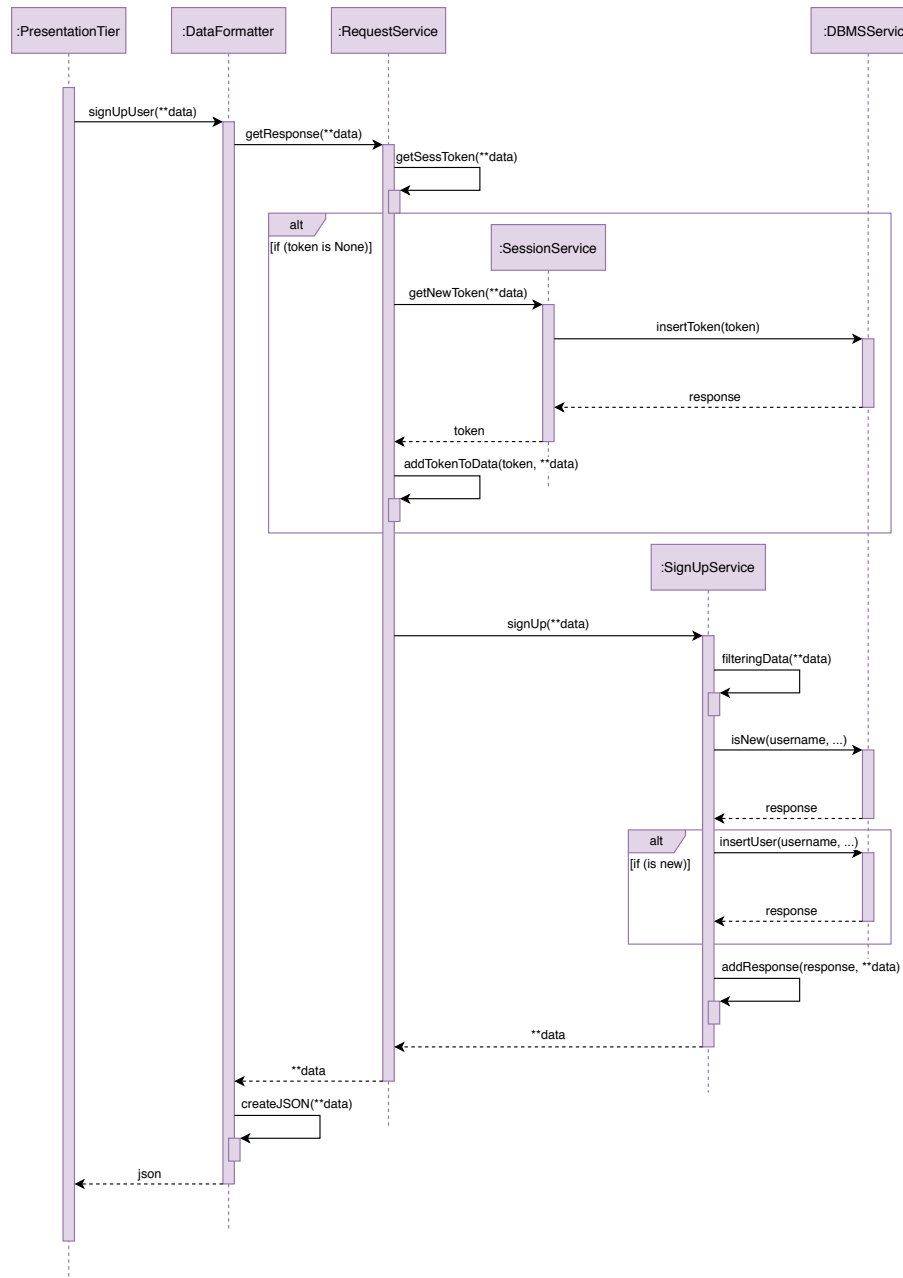 :PresentationTier
:DataFormatter
:RequestService
:DBMSServic
signUpUser(**data)
getResponse(**data)
getSessToken(**data)
alt
[if (token is None)]
:SessionService
getNewToken(**data)
insertToken(token)
response
token
addTokenToData(token, **data)
:SignUpService
signUp(**data)
filteringData(**data)
isNew(username, ...)
response
alt
insertUser(username, ...)
[if (is new)]
response
addResponse(response, **data)
**data
**data
createJSON(**data)
json